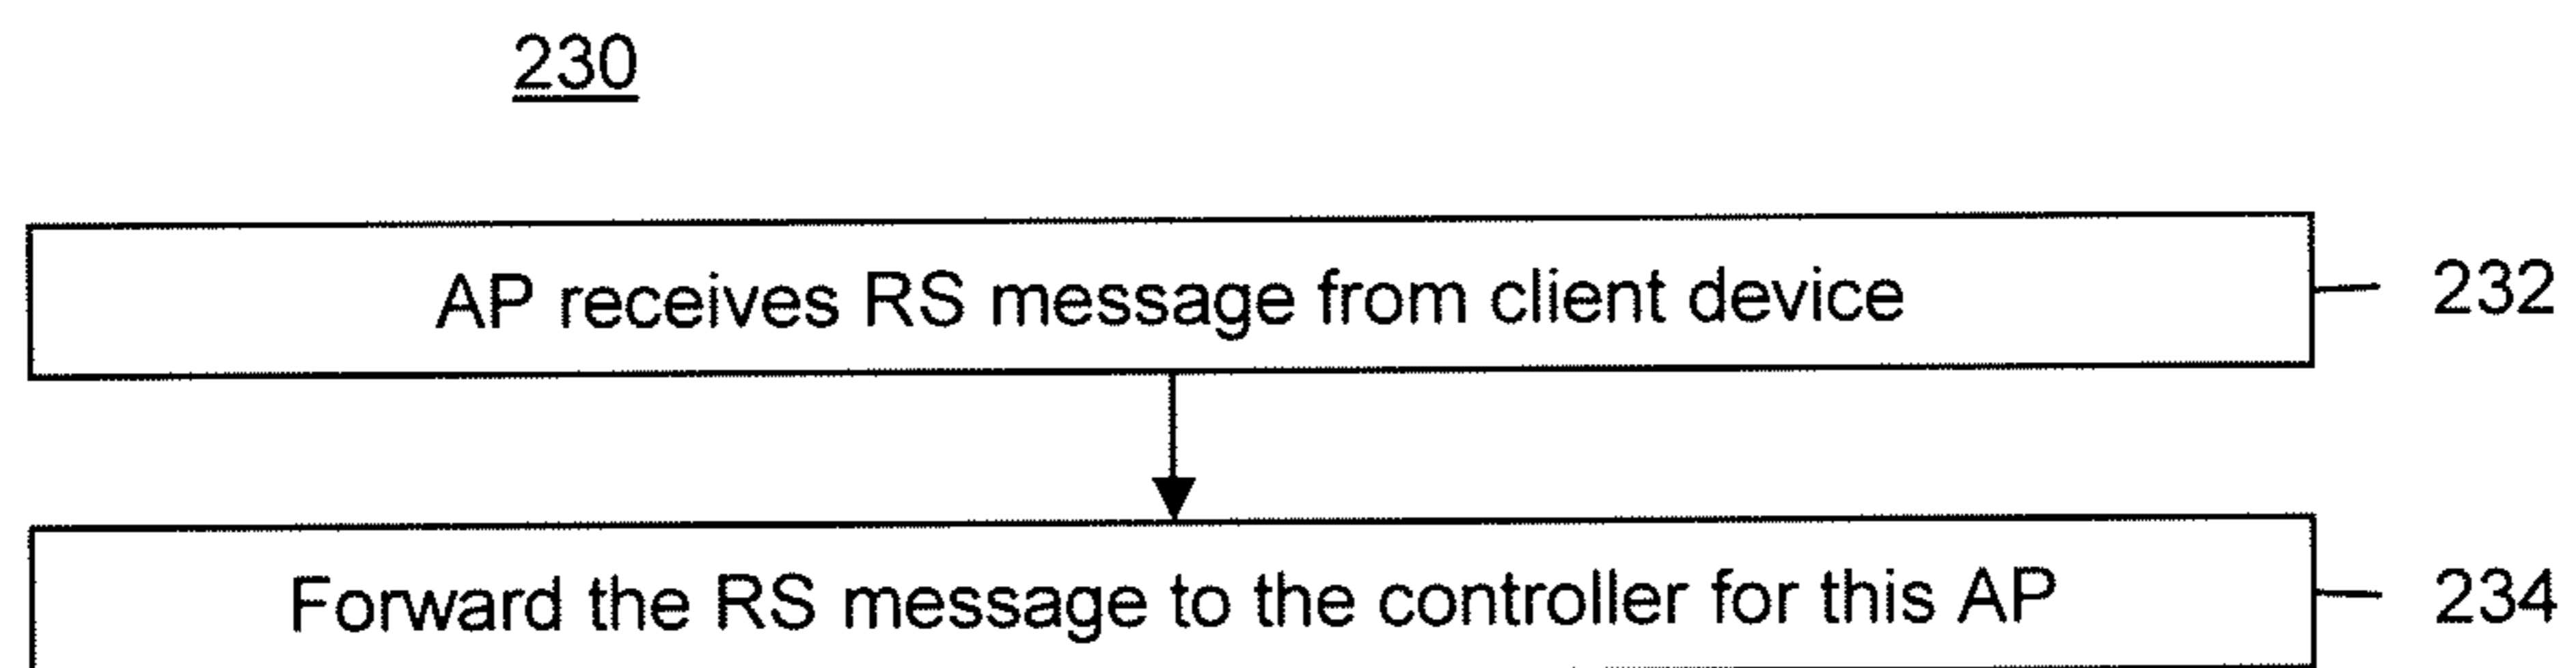 230
AP receives RS message from client device 232
Forward the RS message to the controller for this AP 234